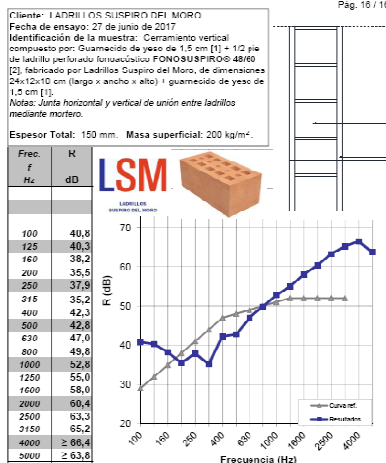 Pág. 16 / 16
Cliente: LADRILLOS SUSPIRO DEL MORO
Fecha de ensayo: 27 de junio de 2017
Identificación de la muestra: Cerramiento vertical
compuesto por: Guarnecido de yeso de 1,5 cm [1] + 1/2 pie
de ladrillo perforado fonoacústico FONOSUSPIRO® 48/60
[2], fabricado por Ladrillos Suspiro del Moro, de dimensiones
24x12x10 cm (largo x ancho x alto) + guarnecido de yeso de
1,5 cm [1].
Notas: Junta horizontal y vertical de unión entre ladrillos
mediante mortero.
Espesor Total: 150 mm. Masa superficial: 200 kg/m².
Frec. R
f
Hz dB
100 40,8
125 40,3
160 38,2
200 35,5
250 37,9
315 35,2
400 42,3
500 42,8
630 47,0
800 49,8
1000 52,8
1250 55,0
1600 58,0
2000 60,4
2500 63,3
3150 65,2
4000 ≥ 66,4
5000 ≥ 63,8
LSM
LADRILLOS
SUSPIRO DEL MORO
R (dB)
70
60
50
40
30
20
100
160
250
400
630
1000
1600
2500
4000
Frecuencia (Hz)
Curva ref.
Resultados